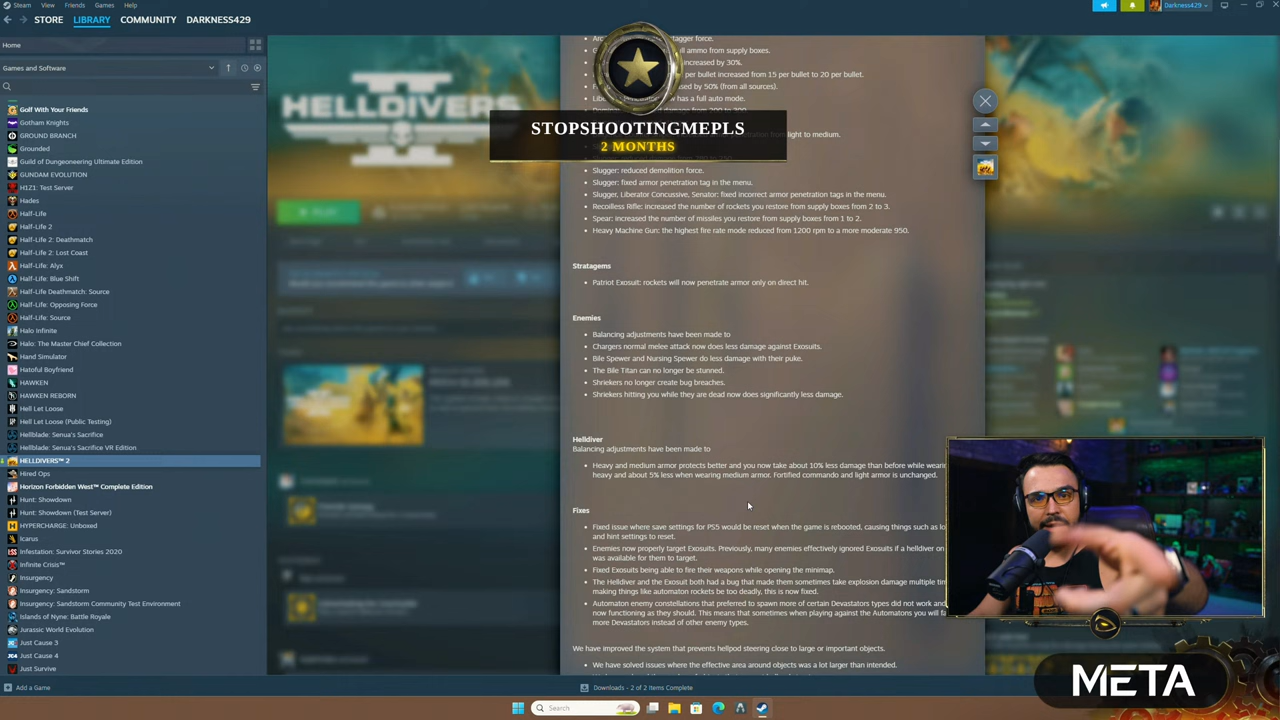 Steam
View
Friends
Games
Help
Darkness429
STORE
LIBRARY
COMMUNITY
DARKNESS429
Home
Games and Software
Golf With Your Friends
Gotham Knights
GROUND BRANCH
Grounded
Guild of Dungeoneering Ultimate Edition
GUNDAM EVOLUTION
H1Z1: Test Server
Hades
Half-Life
Half-Life 2
Half-Life 2: Deathmatch
Half-Life 2: Lost Coast
Half-Life: Alyx
Half-Life: Blue Shift
Half-Life Deathmatch: Source
Half-Life: Opposing Force
Half-Life: Source
Halo Infinite
Halo: The Master Chief Collection
Hand Simulator
Hatoful Boyfriend
HAWKEN
HAWKEN REBORN
Hell Let Loose
Hell Let Loose (Public Testing)
Hellblade: Senua's Sacrifice
Hellblade: Senua's Sacrifice VR Edition
HELLDIVERS™ 2
Hired Ops
Horizon Forbidden West™ Complete Edition
Hunt: Showdown
Hunt: Showdown (Test Server)
HYPERCHARGE: Unboxed
Icarus
Infestation: Survivor Stories 2020
Infinite Crisis™
Insurgency
Insurgency: Sandstorm
Insurgency: Sandstorm Community Test Environment
Islands of Nyne: Battle Royale
Jurassic World Evolution
Just Cause 3
Just Cause 4
Just Survive
Add a Game
HELLDIVERS
stagger force.
ammo from supply boxes.
increased by 30%.
per bullet increased from 15 per bullet to 20 per bullet.
by 50% (from all sources).
has a full auto mode.
STOPSHOOTINGMEPLS
2 MONTHS
light to medium.
Slugger: reduced demolition force.
Slugger: fixed armor penetration tag in the menu.
Slugger, Liberator Concussive, Senator: fixed incorrect armor penetration tags in the menu.
Recoilless Rifle: increased the number of rockets you restore from supply boxes from 2 to 3.
Spear: increased the number of missiles you restore from supply boxes from 1 to 2.
Heavy Machine Gun: the highest fire rate mode reduced from 1200 rpm to a more moderate 950.
Stratagems
Patriot Exosuit: rockets will now penetrate armor only on direct hit.
Enemies
Balancing adjustments have been made to
Chargers normal melee attack now does less damage against Exosuits.
Bile Spewer and Nursing Spewer do less damage with their puke.
The Bile Titan can no longer be stunned.
Shriekers no longer create bug breaches.
Shriekers hitting you while they are dead now does significantly less damage.
Helldiver
Balancing adjustments have been made to
Heavy and medium armor protects better and you now take about 10% less damage than before while
heavy and about 5% less when wearing medium armor. Fortified commando and light armor is unchanged.
Fixes
Fixed issue where save settings for PS5 would be reset when the game is rebooted, causing things such as
and hint settings to reset.
Enemies now properly target Exosuits. Previously, many enemies effectively ignored Exosuits if a helldiver on
was available for them to target.
Fixed Exosuits being able to fire their weapons while opening the minimap.
The Helldiver and the Exosuit both had a bug that made them sometimes take explosion damage multiple
making things like automaton rockets be too deadly, this is now fixed.
Automaton enemy constellations that preferred to spawn more of certain Devastators types did not work and
now functioning as they should. This means that sometimes when playing against the Automatons you will
more Devastators instead of other enemy types.
We have improved the system that prevents hellpod steering close to large or important objects.
We have solved issues where the effective area around objects was a lot larger than intended.
META
Downloads - 2 of 2 Items Complete
Search